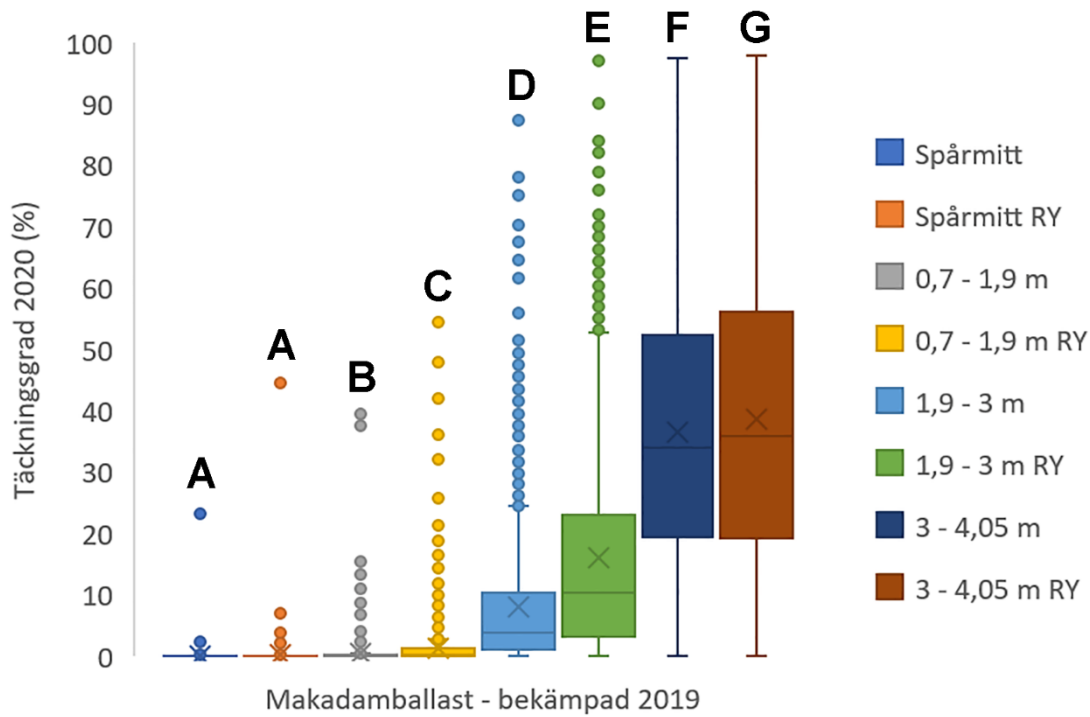 E F G
D
C
A
B
A
100
90
80
70
60
50
40
30
20
10
0
Täckningsgrad 2020 (%)
Makadamballast - bekämpad 2019
Spårmitt
Spårmitt RY
0,7 - 1,9 m
0,7 - 1,9 m RY
1,9 - 3 m
1,9 - 3 m RY
3 - 4,05 m
3 - 4,05 m RY